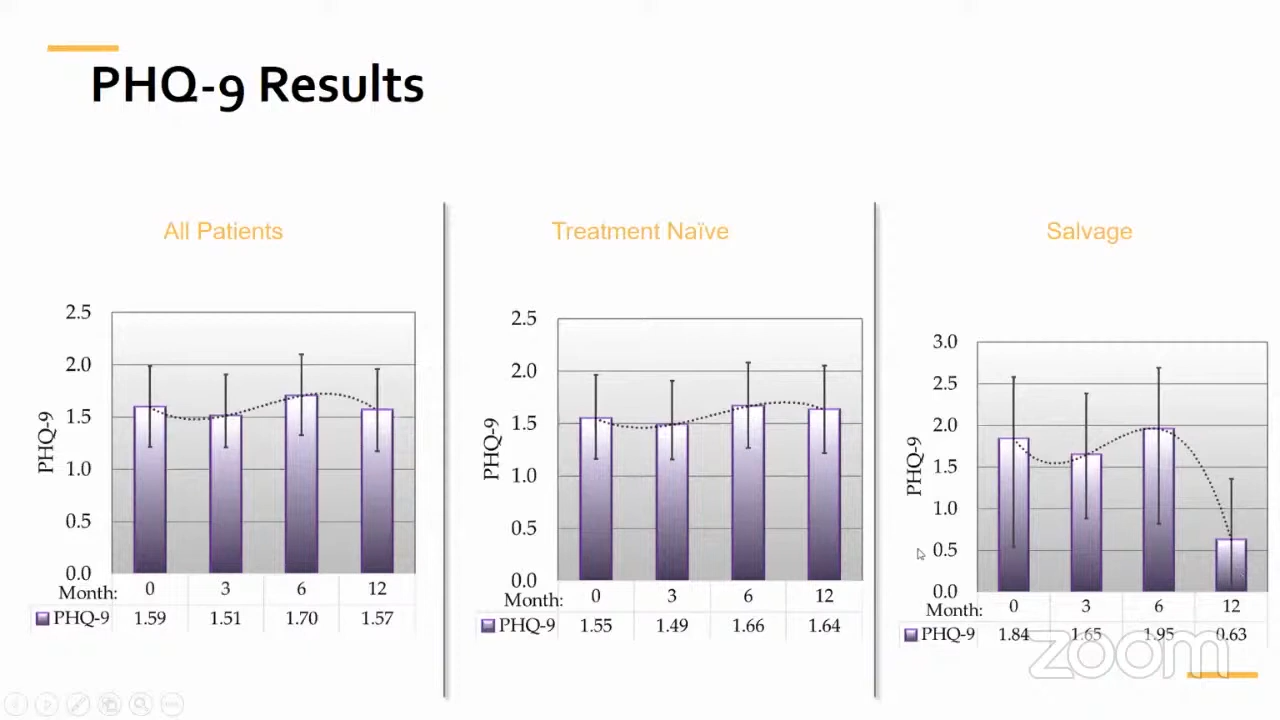 PHQ-9 Results
All Patients
2.5
2.0
1.5
1.0
0.5
0.0
PHQ-9
Month: 0 3 6 12
PHQ-9 1.59 1.51 1.70 1.57
Treatment Naïve
2.5
2.0
1.5
1.0
0.5
0.0
PHQ-9
Month: 0 3 6 12
PHQ-9 1.55 1.49 1.66 1.64
Salvage
3.0
2.5
2.0
1.5
1.0
0.5
0.0
PHQ-9
Month: 0 3 6 12
PHQ-9 1.84 1.65 1.95 0.63
zoom